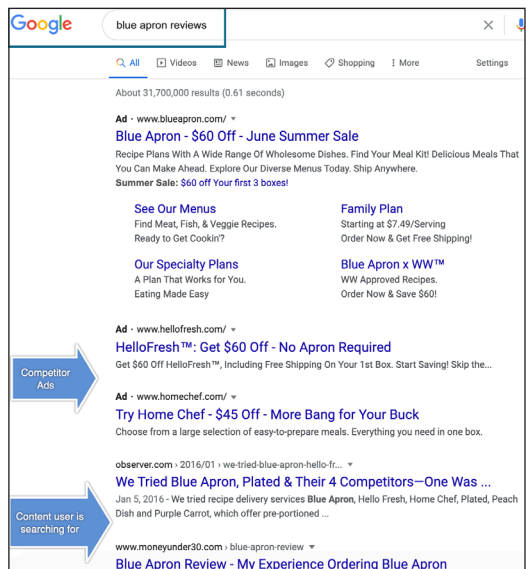 Google
blue apron reviews
All Videos News Images Shopping More Settings
About 31,700,000 results (0.61 seconds)
Ad · www.blueapron.com/
Blue Apron - $60 Off - June Summer Sale
Recipe Plans With A Wide Range Of Wholesome Dishes. Find Your Meal Kit! Delicious Meals That
You Can Make Ahead. Explore Our Diverse Menus Today. Ship Anywhere.
Summer Sale: $60 off Your first 3 boxes!
See Our Menus
Find Meat, Fish, & Veggie Recipes.
Ready to Get Cookin'?
Family Plan
Starting at $7.49/Serving
Order Now & Get Free Shipping!
Our Specialty Plans
A Plan That Works for You.
Eating Made Easy
Blue Apron x WW™
WW Approved Recipes.
Order Now & Save $60!
Ad · www.hellofresh.com/
HelloFresh™: Get $60 Off - No Apron Required
Get $60 Off HelloFresh™, Including Free Shipping On Your 1st Box. Start Saving! Skip the...
Competitor
Ads
Ad · www.homechef.com/
Try Home Chef - $45 Off - More Bang for Your Buck
Choose from a large selection of easy-to-prepare meals. Everything you need in one box.
observer.com › 2016/01 › we-tried-blue-apron-hello-fr...
We Tried Blue Apron, Plated & Their 4 Competitors—One Was ...
Jan 5, 2016 - We tried recipe delivery services Blue Apron, Hello Fresh, Home Chef, Plated, Peach
Dish and Purple Carrot, which offer pre-portioned ...
Content user is
searching for
www.moneyunder30.com › blue-apron-review
Blue Apron Review - My Experience Ordering Blue Apron